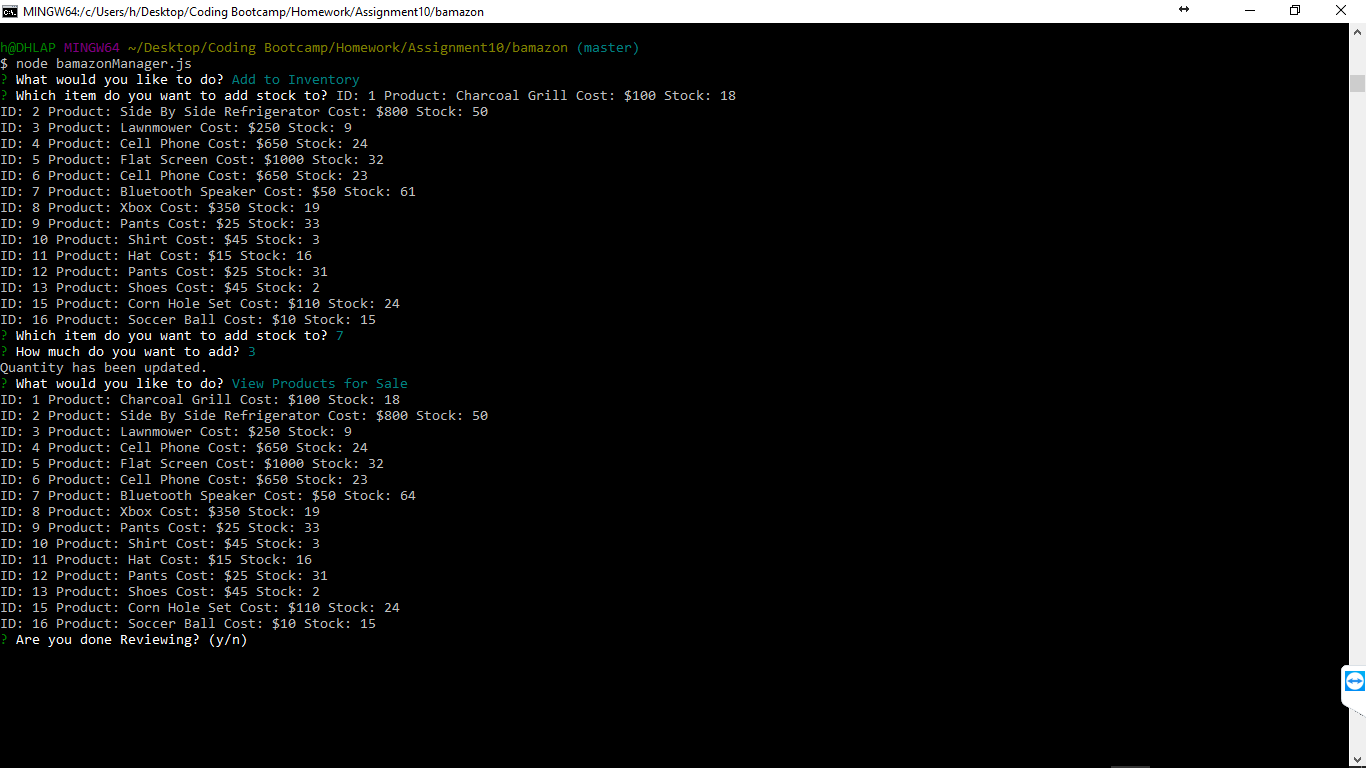 MINGW64:/c/Users/h/Desktop/Coding Bootcamp/Homework/Assignment10/bamazon
h@DHLAP MINGW64 ~/Desktop/Coding Bootcamp/Homework/Assignment10/bamazon (master)
$ node bamazonManager.js
? What would you like to do? Add to Inventory
? Which item do you want to add stock to? ID: 1 Product: Charcoal Grill Cost: $100 Stock: 18
ID: 2 Product: Side By Side Refrigerator Cost: $800 Stock: 50
ID: 3 Product: Lawnmower Cost: $250 Stock: 9
ID: 4 Product: Cell Phone Cost: $650 Stock: 24
ID: 5 Product: Flat Screen Cost: $1000 Stock: 32
ID: 6 Product: Cell Phone Cost: $650 Stock: 23
ID: 7 Product: Bluetooth Speaker Cost: $50 Stock: 61
ID: 8 Product: Xbox Cost: $350 Stock: 19
ID: 9 Product: Pants Cost: $25 Stock: 33
ID: 10 Product: Shirt Cost: $45 Stock: 3
ID: 11 Product: Hat Cost: $15 Stock: 16
ID: 12 Product: Pants Cost: $25 Stock: 31
ID: 13 Product: Shoes Cost: $45 Stock: 2
ID: 15 Product: Corn Hole Set Cost: $110 Stock: 24
ID: 16 Product: Soccer Ball Cost: $10 Stock: 15
? Which item do you want to add stock to? 7
? How much do you want to add? 3
Quantity has been updated.
? What would you like to do? View Products for Sale
ID: 1 Product: Charcoal Grill Cost: $100 Stock: 18
ID: 2 Product: Side By Side Refrigerator Cost: $800 Stock: 50
ID: 3 Product: Lawnmower Cost: $250 Stock: 9
ID: 4 Product: Cell Phone Cost: $650 Stock: 24
ID: 5 Product: Flat Screen Cost: $1000 Stock: 32
ID: 6 Product: Cell Phone Cost: $650 Stock: 23
ID: 7 Product: Bluetooth Speaker Cost: $50 Stock: 64
ID: 8 Product: Xbox Cost: $350 Stock: 19
ID: 9 Product: Pants Cost: $25 Stock: 33
ID: 10 Product: Shirt Cost: $45 Stock: 3
ID: 11 Product: Hat Cost: $15 Stock: 16
ID: 12 Product: Pants Cost: $25 Stock: 31
ID: 13 Product: Shoes Cost: $45 Stock: 2
ID: 15 Product: Corn Hole Set Cost: $110 Stock: 24
ID: 16 Product: Soccer Ball Cost: $10 Stock: 15
? Are you done Reviewing? (y/n)